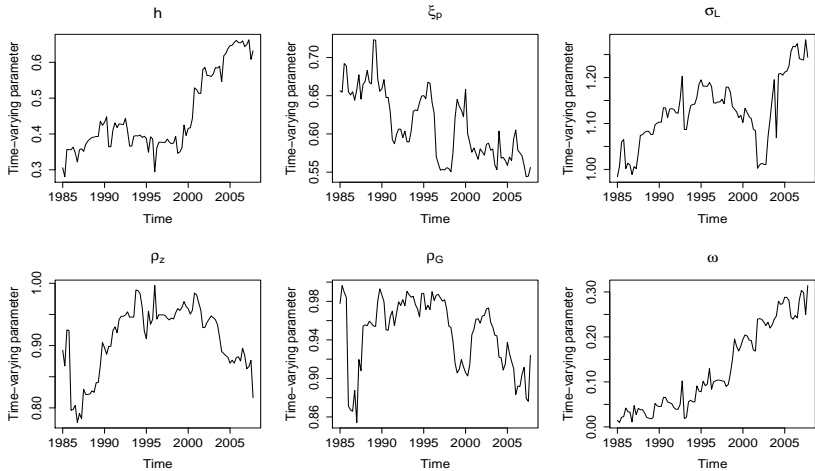 h
Time−varying parameter
0.3 0.4 0.5 0.6
1985 1990 1995 2000 2005
Time
ξp
Time−varying parameter
0.55 0.60 0.65 0.70
1985 1990 1995 2000 2005
Time
σL
Time−varying parameter
1.00 1.10 1.20
1985 1990 1995 2000 2005
Time
ρz
Time−varying parameter
0.80 0.90 1.00
1985 1990 1995 2000 2005
Time
ρG
Time−varying parameter
0.86 0.90 0.94 0.98
1985 1990 1995 2000 2005
Time
ω
Time−varying parameter
0.00 0.10 0.20 0.30
1985 1990 1995 2000 2005
Time